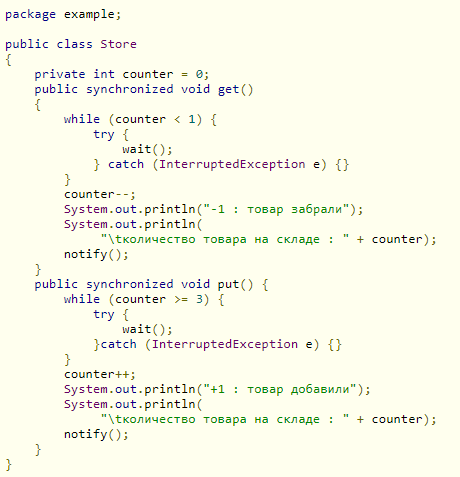 package example;

public class Store
{
    private int counter = 0;
    public synchronized void get()
    {
        while (counter < 1) {
            try {
                wait();
            } catch (InterruptedException e) {}
        }
        counter--;
        System.out.println("-1 : товар забрали");
        System.out.println(
             "\tколичество товара на складе : " + counter);
        notify();
    }
    public synchronized void put() {
        while (counter >= 3) {
            try {
                wait();
            }catch (InterruptedException e) {}
        }
        counter++;
        System.out.println("+1 : товар добавили");
        System.out.println(
             "\tколичество товара на складе : " + counter);
        notify();
    }
}